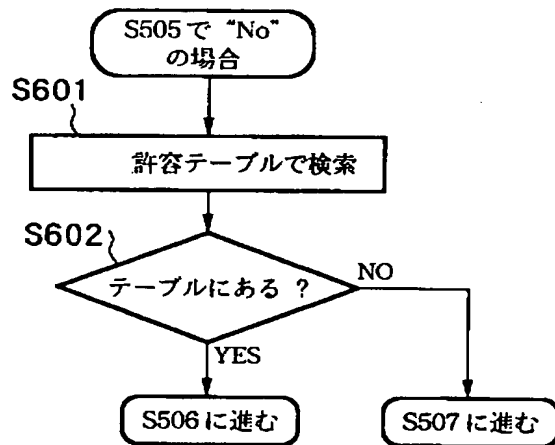 S505で“No”
の場合
S601
許容テーブルで検索
S602
テーブルにある ?
NO
YES
S506に進む
S507に進む